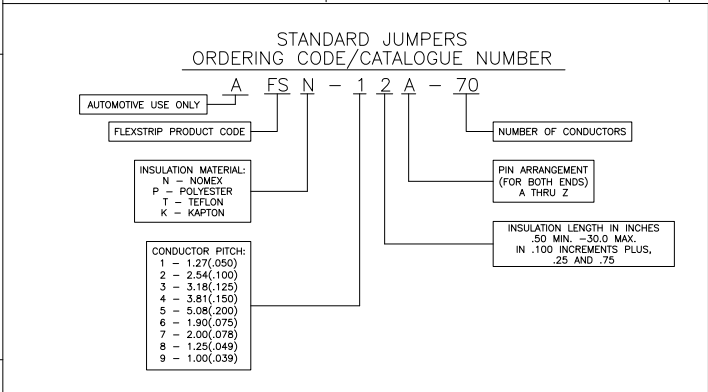 STANDARD JUMPERS
ORDERING CODE/CATALOGUE NUMBER
A FS N - 1 2 A - 70
AUTOMOTIVE USE ONLY
FLEXSTRIP PRODUCT CODE
NUMBER OF CONDUCTORS
INSULATION MATERIAL:
N - NOMEX
P - POLYESTER
T - TEFLON
K - KAPTON
PIN ARRANGEMENT
(FOR BOTH ENDS)
A THRU Z
INSULATION LENGTH IN INCHES
.50 MIN. -30.0 MAX.
IN .100 INCREMENTS PLUS,
.25 AND .75
CONDUCTOR PITCH:
1 - 1.27(.050)
2 - 2.54(.100)
3 - 3.18(.125)
4 - 3.81(.150)
5 - 5.08(.200)
6 - 1.90(.075)
7 - 2.00(.078)
8 - 1.25(.049)
9 - 1.00(.039)